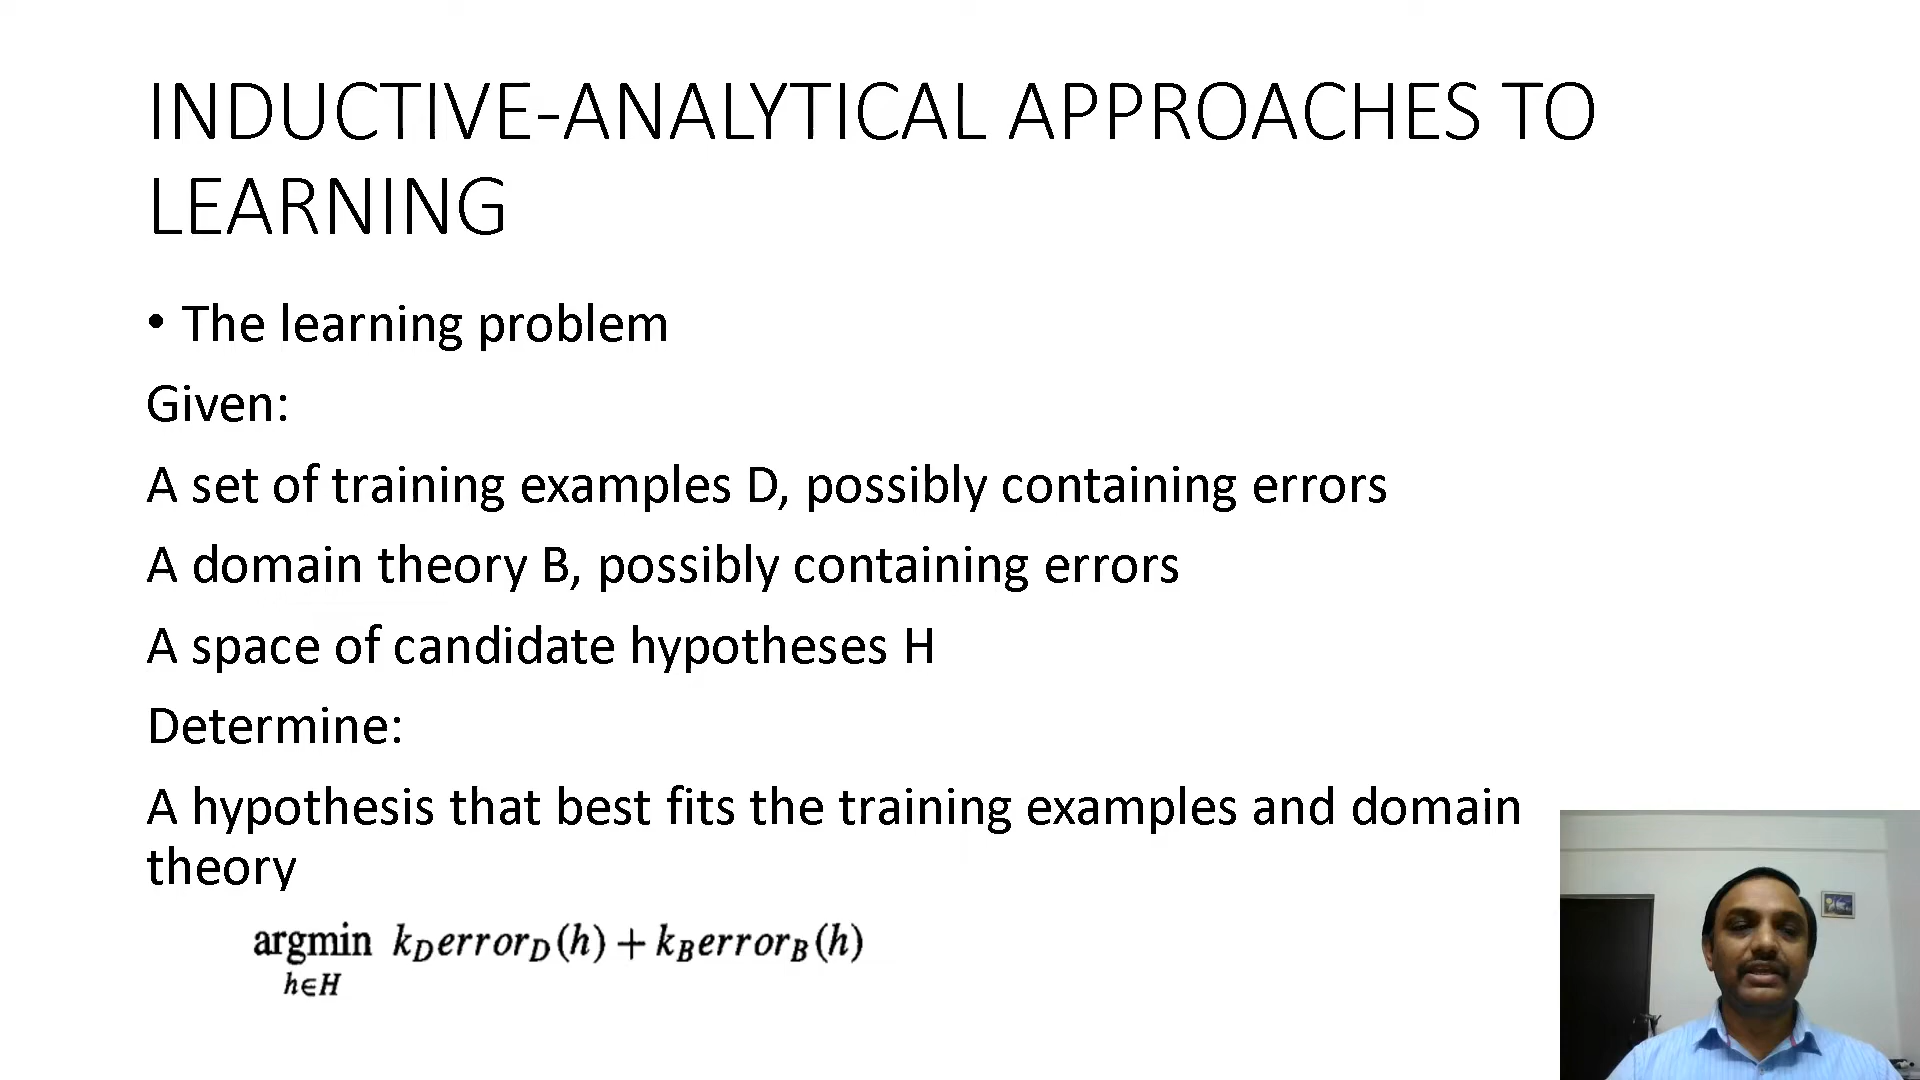 INDUCTIVE-ANALYTICAL APPROACHES TO
LEARNING
• The learning problem
Given:
A set of training examples D, possibly containing errors
A domain theory B, possibly containing errors
A space of candidate hypotheses H
Determine:
A hypothesis that best fits the training examples and domain
theory
argmin k_D error_D (h) + k_B error_B (h)
h∈H